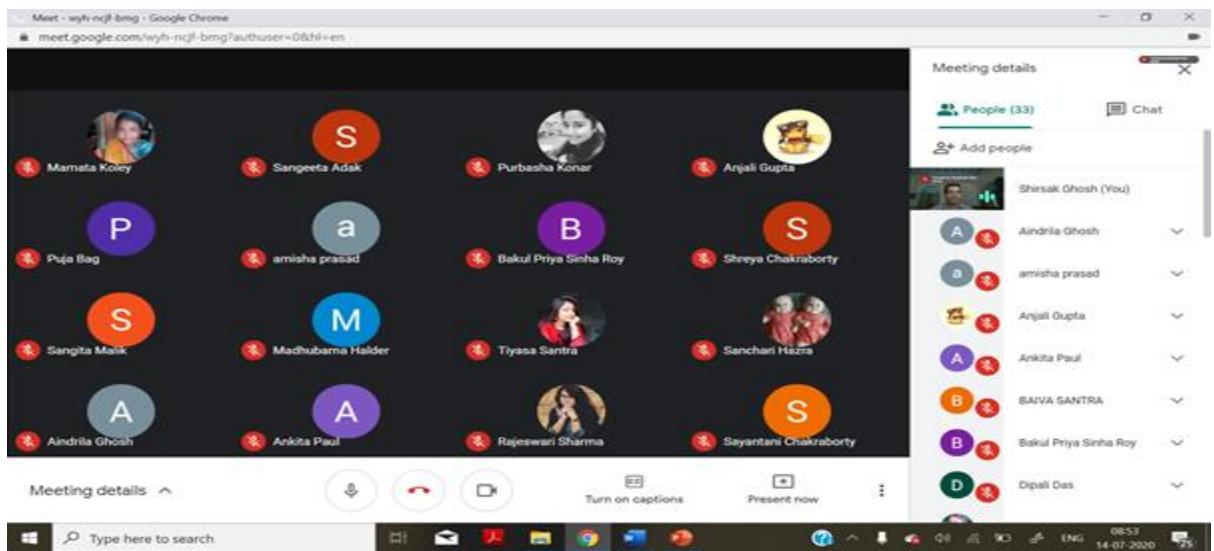 Meet - wyh-ncjf-bmg - Google Chrome
meet.google.com/wyh-ncjf-bmg?authuser=0&hl=en
Mamata Koley
S
Sangeeta Adak
Purbasha Konar
Anjali Gupta
P
Puja Bag
a
amisha prasad
B
Bakul Priya Sinha Roy
S
Shreya Chakraborty
S
Sangita Malik
M
Madhubarna Halder
Tiyasa Santra
Sanchari Hazra
A
Aindrila Ghosh
A
Ankita Paul
Rajeswari Sharma
S
Sayantani Chakraborty
Meeting details
People (33)
Chat
Add people
Shirsak Ghosh (You)
A
Aindrila Ghosh
a
amisha prasad
Anjali Gupta
A
Ankita Paul
B
BAIVA SANTRA
B
Bakul Priya Sinha Roy
D
Dipali Das
Meeting details
Turn on captions
Present now
Type here to search
ENG
08:53
14-07-2020
25